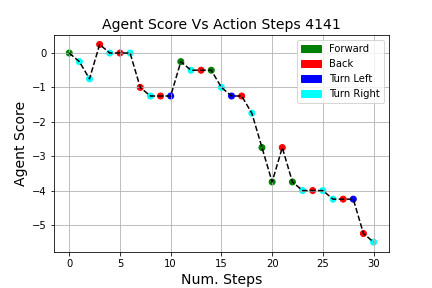 Agent Score Vs Action Steps 4141
Forward
Back
Turn Left
Turn Right
Agent Score
0
−1
−2
−3
−4
−5
0 5 10 15 20 25 30
Num. Steps